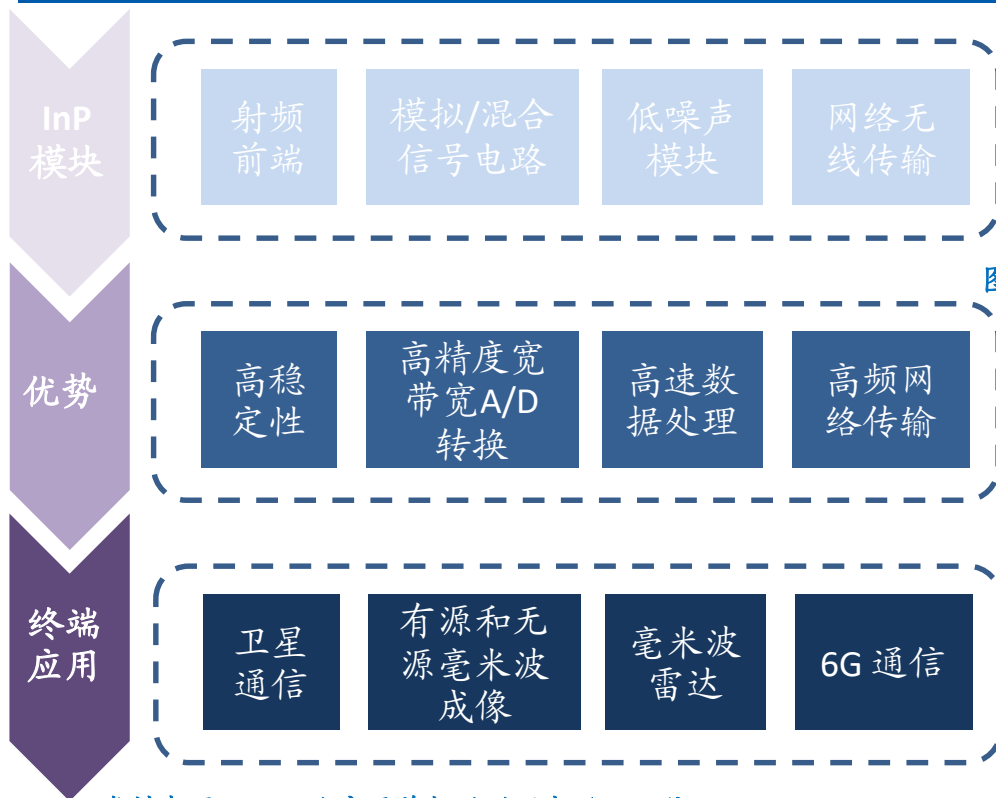 InP
模块
射频
前端
模拟/混合
信号电路
低噪声
模块
网络无
线传输
图
优势
高稳
定性
高精度宽
带宽A/D
转换
高速数
据处理
高频网
络传输
终端
应用
卫星
通信
有源和无
源毫米波
成像
毫米波
雷达
6G 通信